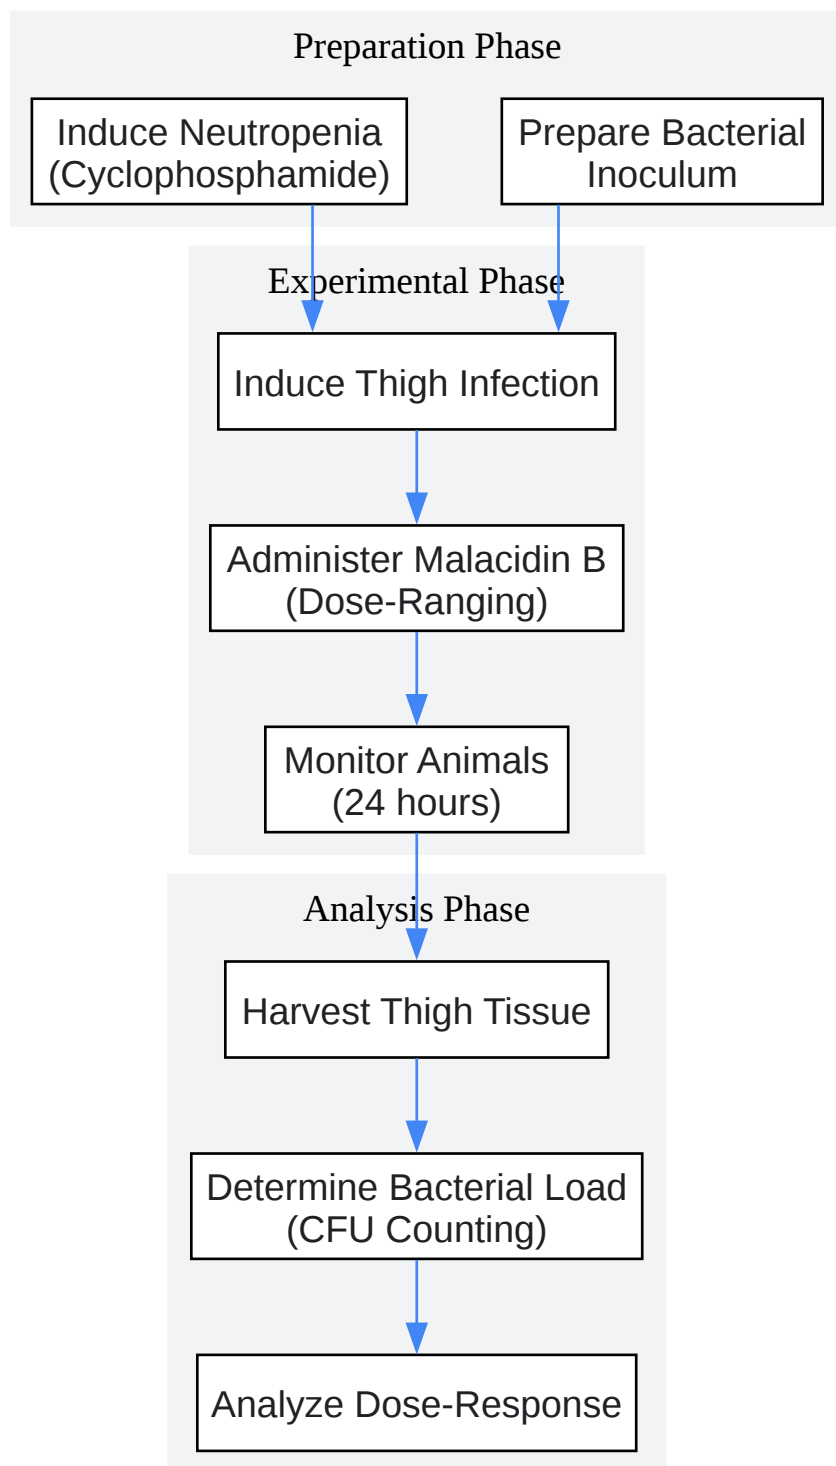 Preparation Phase
Induce Neutropenia
(Cyclophosphamide)
Prepare Bacterial
Inoculum
Experimental Phase
Induce Thigh Infection
Administer Malacidin B
(Dose-Ranging)
Monitor Animals
(24 hours)
Analysis Phase
Harvest Thigh Tissue
Determine Bacterial Load
(CFU Counting)
Analyze Dose-Response